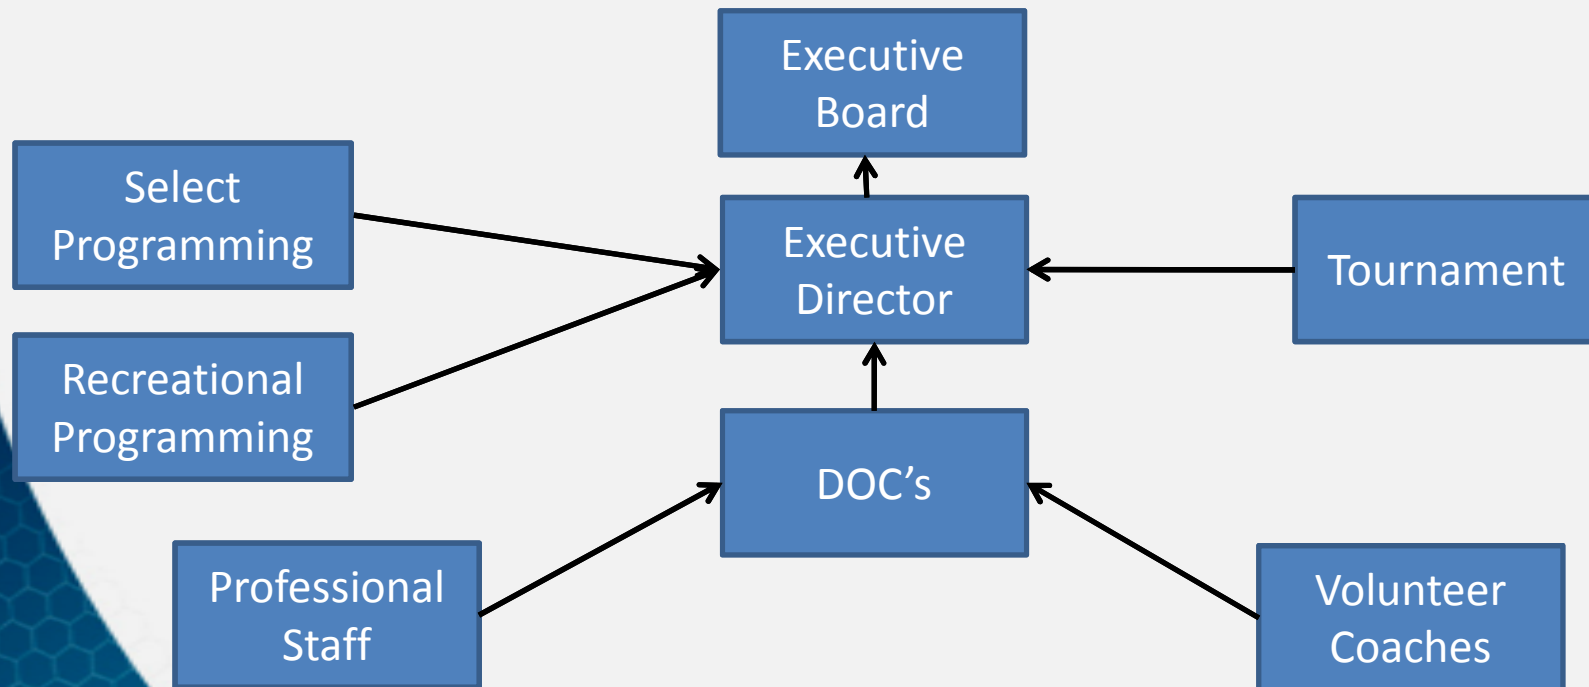 Executive
Board
Select
Programming
Executive
Director
Tournament
Recreational
Programming
DOC’s
Professional
Staff
Volunteer
Coaches